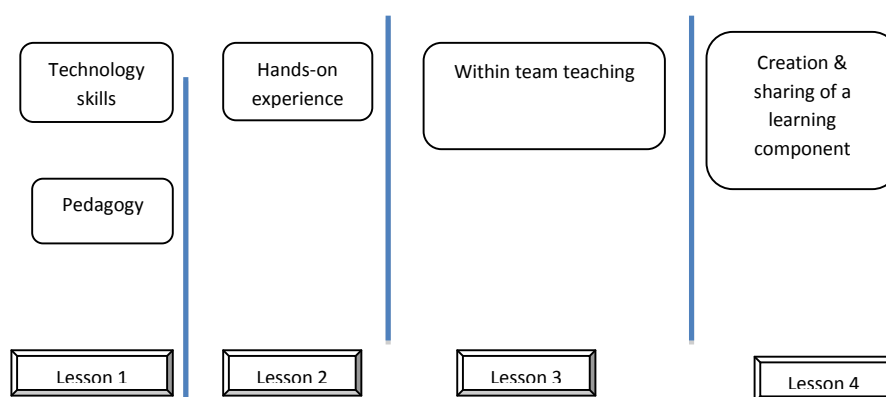 Technology
skills
Hands-on
experience
Within team teaching
Creation &
sharing of a
learning
component
Pedagogy
Lesson 1
Lesson 2
Lesson 3
Lesson 4